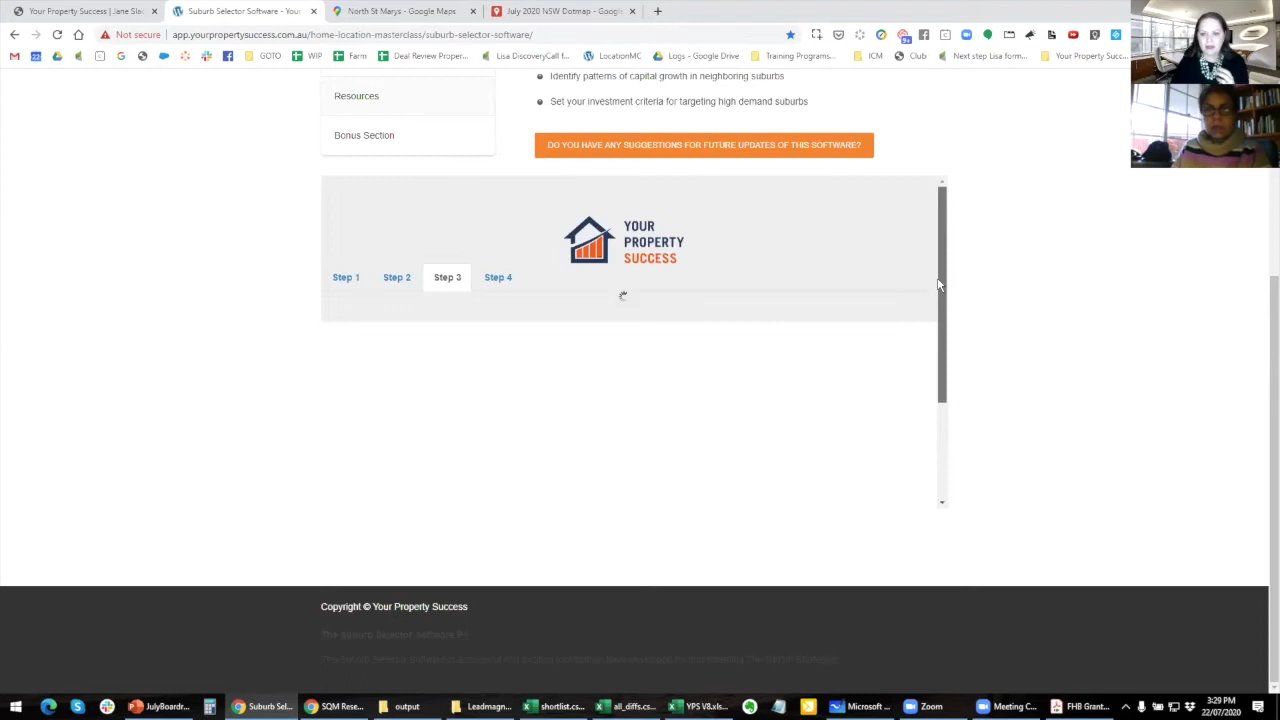 Your Property Success | Jane Slac
Suburb Selector Software - Your
North St Marys - Google Maps
July 2020 NSW Dotmap - Google
Not secure | app.yourpropertysuccess.com.au/home-location-masterclass/suburb-selector-software/
GOTO
WIP
Farm
Deal Review-Proper...
Lisa DiscoveryCall f...
LocationMC
Logs - Google Drive
Training Programs...
ICM
Club
Next step Lisa form...
Your Property Succ...
Identify patterns of capital growth in neighboring suburbs
Resources
Set your investment criteria for targeting high demand suburbs
Bonus Section
DO YOU HAVE ANY SUGGESTIONS FOR FUTURE UPDATES OF THIS SOFTWARE?
YOUR
PROPERTY
SUCCESS
Step 1
Step 2
Step 3
Step 4
Copyright © Your Property Success
JulyBoardr...
Suburb Sel...
SQM Rese...
output
Leadmagn...
shortlist.cs...
all_diffs.cs...
YPS V8.xls...
Microsoft ...
Zoom
Meeting C...
FHB Grant...
3:29 PM
22/07/2020